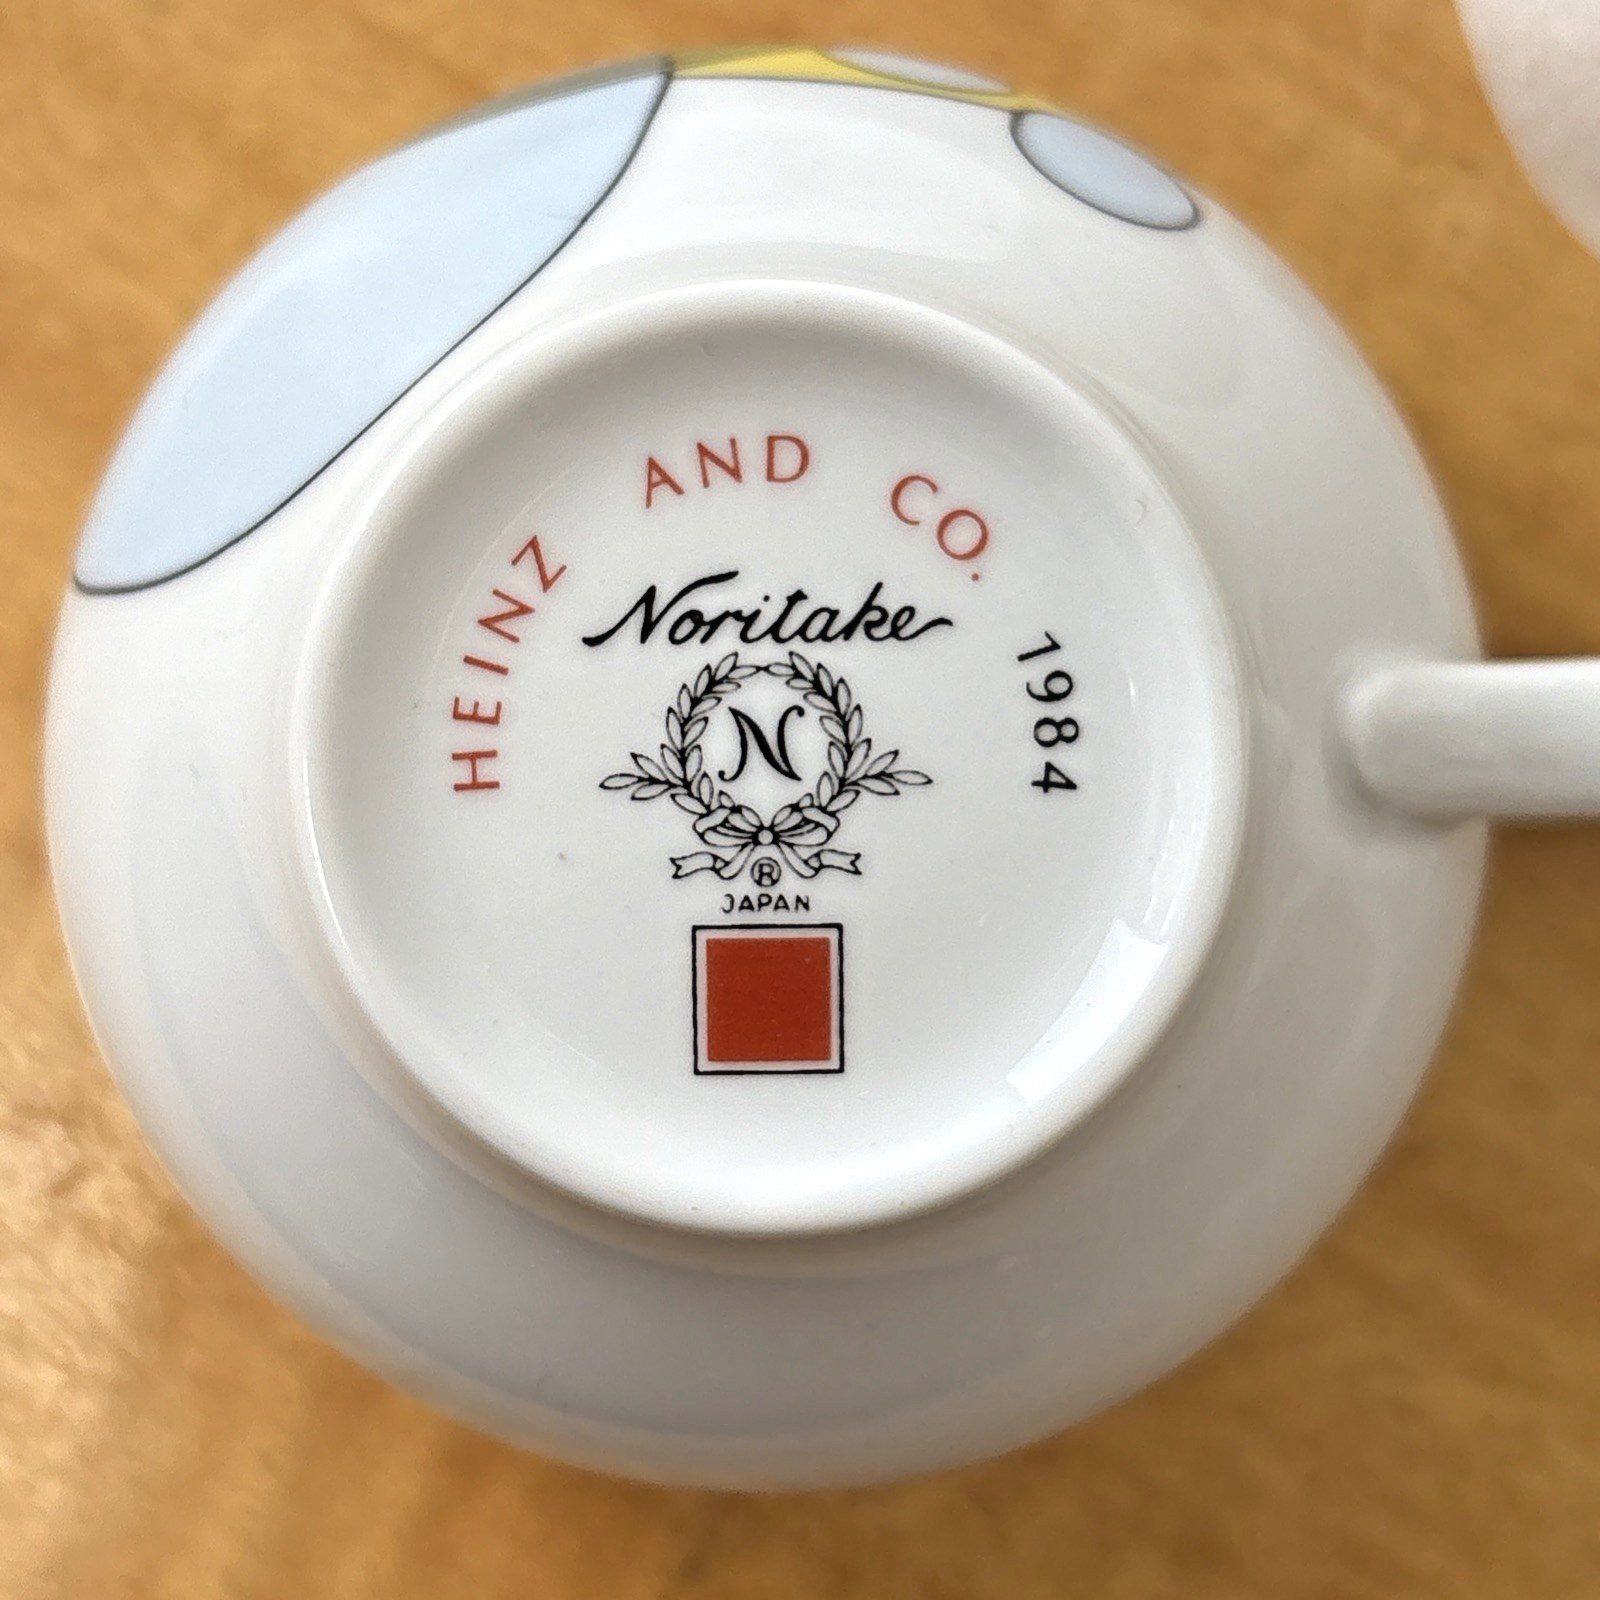 HEINZ AND CO. 1984
Noritake
N
®
JAPAN